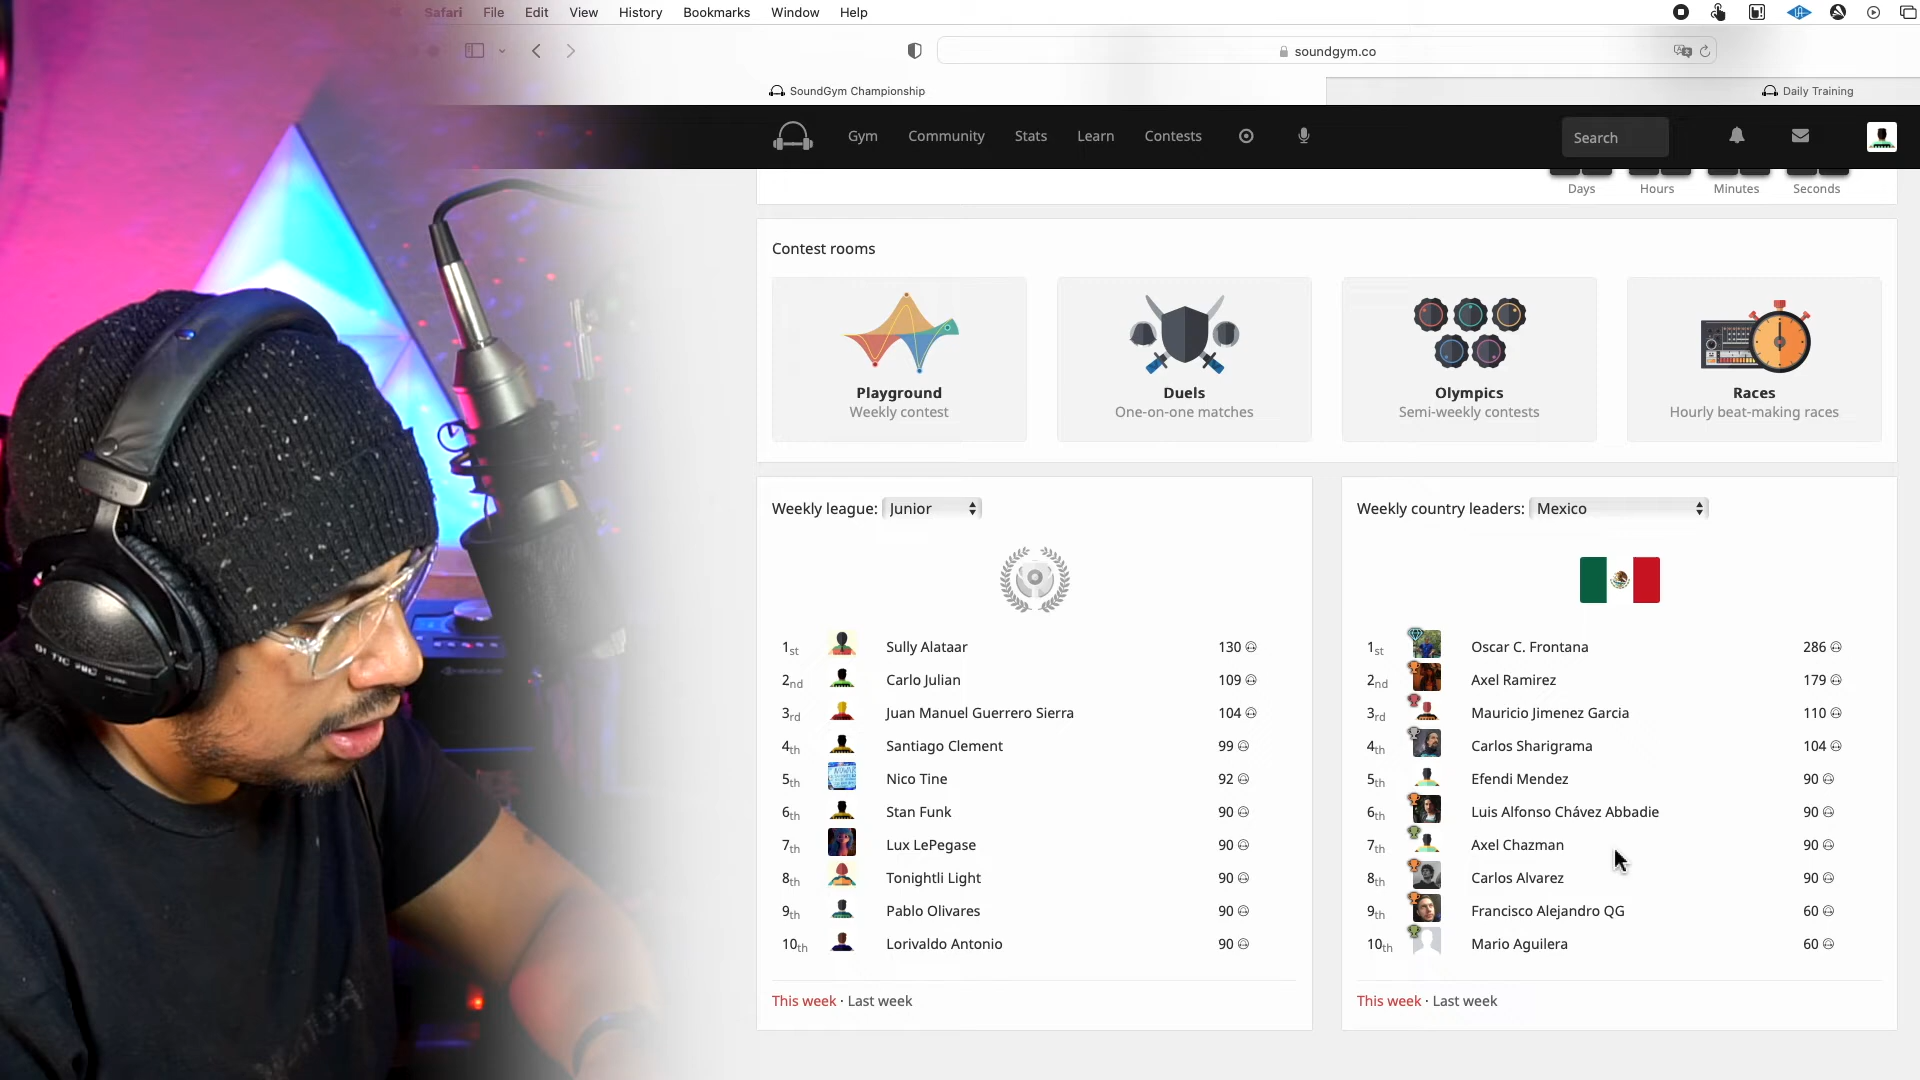 Safari File Edit View History Bookmarks Window Help
soundgym.co
SoundGym Championship
Daily Training
Gym Community Stats Learn Contests
Search
Days Hours Minutes Seconds
Contest rooms
Playground
Weekly contest
Duels
One-on-one matches
Olympics
Semi-weekly contests
Races
Hourly beat-making races
Weekly league: Junior
1st Sully Alataar 130
2nd Carlo Julian 109
3rd Juan Manuel Guerrero Sierra 104
4th Santiago Clement 99
5th Nico Tine 92
6th Stan Funk 90
7th Lux LePegase 90
8th Tonightli Light 90
9th Pablo Olivares 90
10th Lorivaldo Antonio 90
This week · Last week
Weekly country leaders: Mexico
1st Oscar C. Frontana 286
2nd Axel Ramirez 179
3rd Mauricio Jimenez Garcia 110
4th Carlos Sharigrama 104
5th Efendi Mendez 90
6th Luis Alfonso Chávez Abbadie 90
7th Axel Chazman 90
8th Carlos Alvarez 90
9th Francisco Alejandro QG 60
10th Mario Aguilera 60
This week · Last week